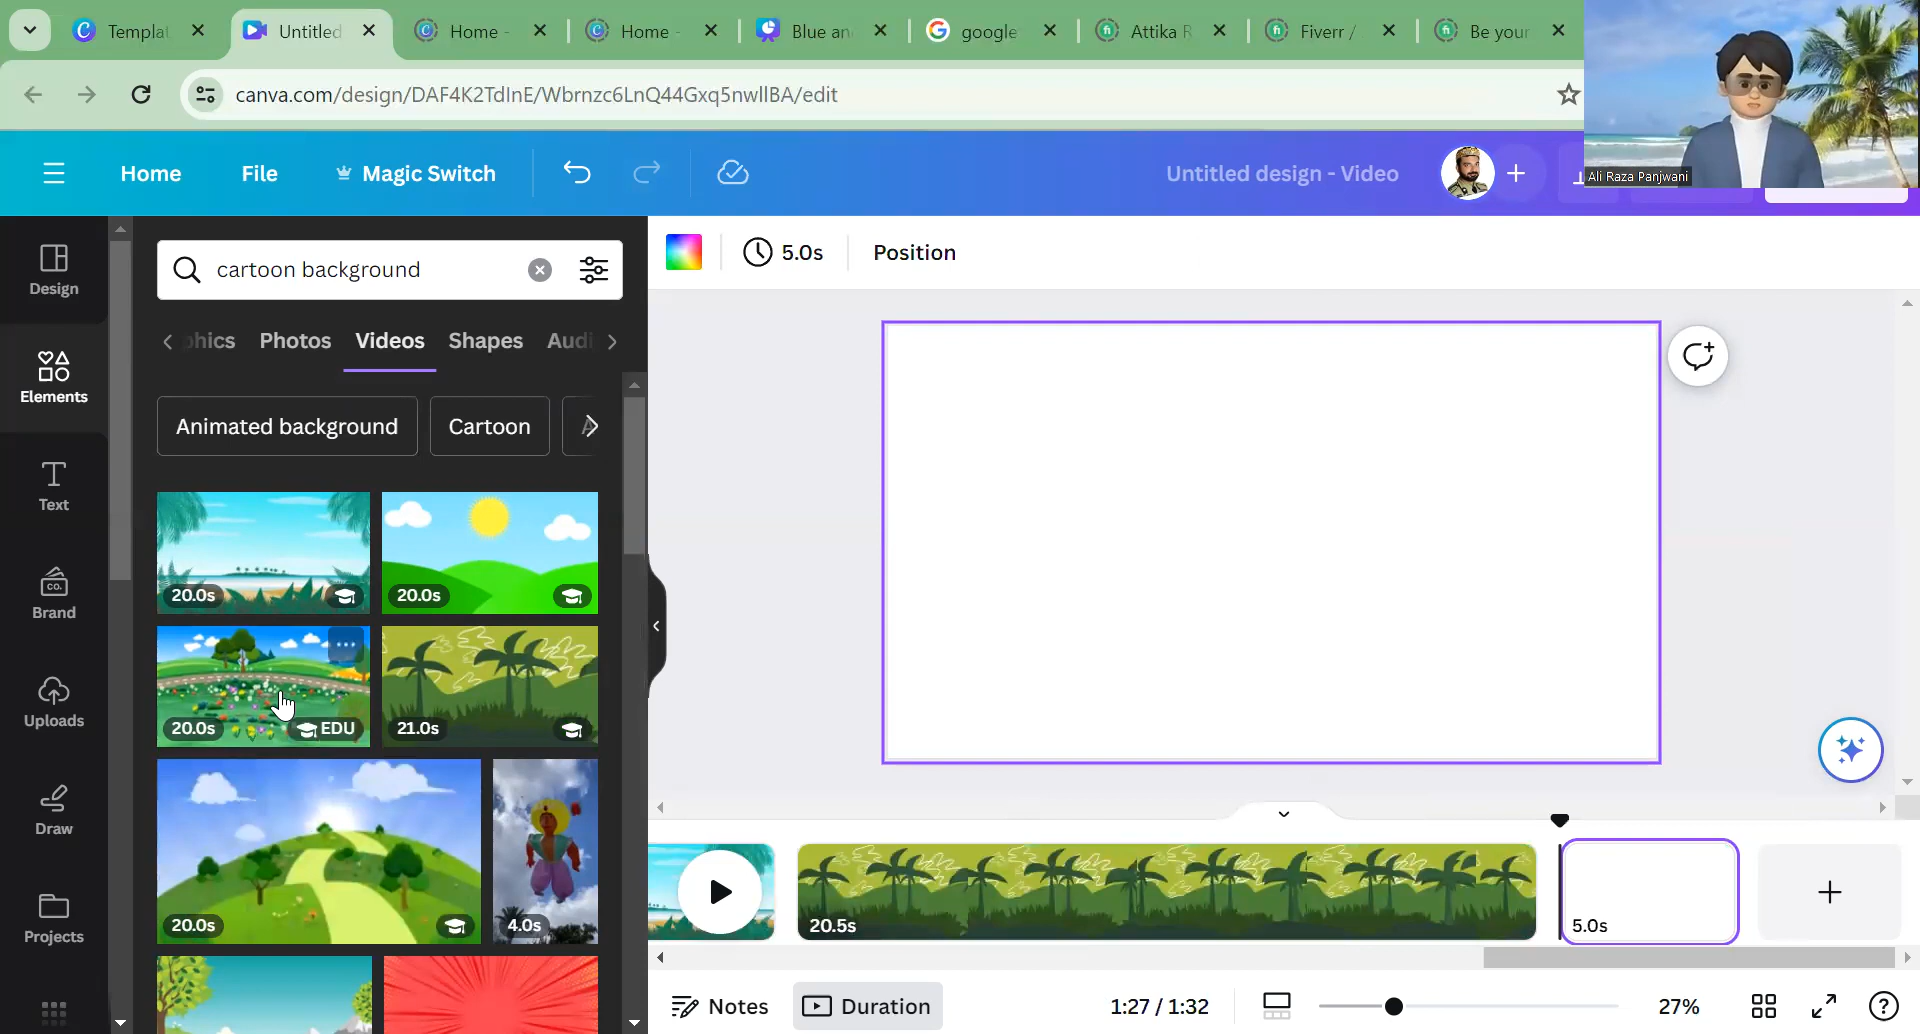 Templat
Untitled
Home -
Home -
Blue an
google
Attika R
Fiverr /
Be your
canva.com/design/DAF4K2TdInE/Wbrnzc6LnQ44Gxq5nwllBA/edit
Home
File
Magic Switch
Untitled design - Video
Ali Raza Panjwani
Design
Elements
Text
Brand
Uploads
Draw
Projects
cartoon background
phics
Photos
Videos
Shapes
Audi
Animated background
Cartoon
5.0s
Position
20.0s
20.0s
20.0s
EDU
21.0s
20.0s
4.0s
20.5s
5.0s
Notes
Duration
1:27 / 1:32
27%